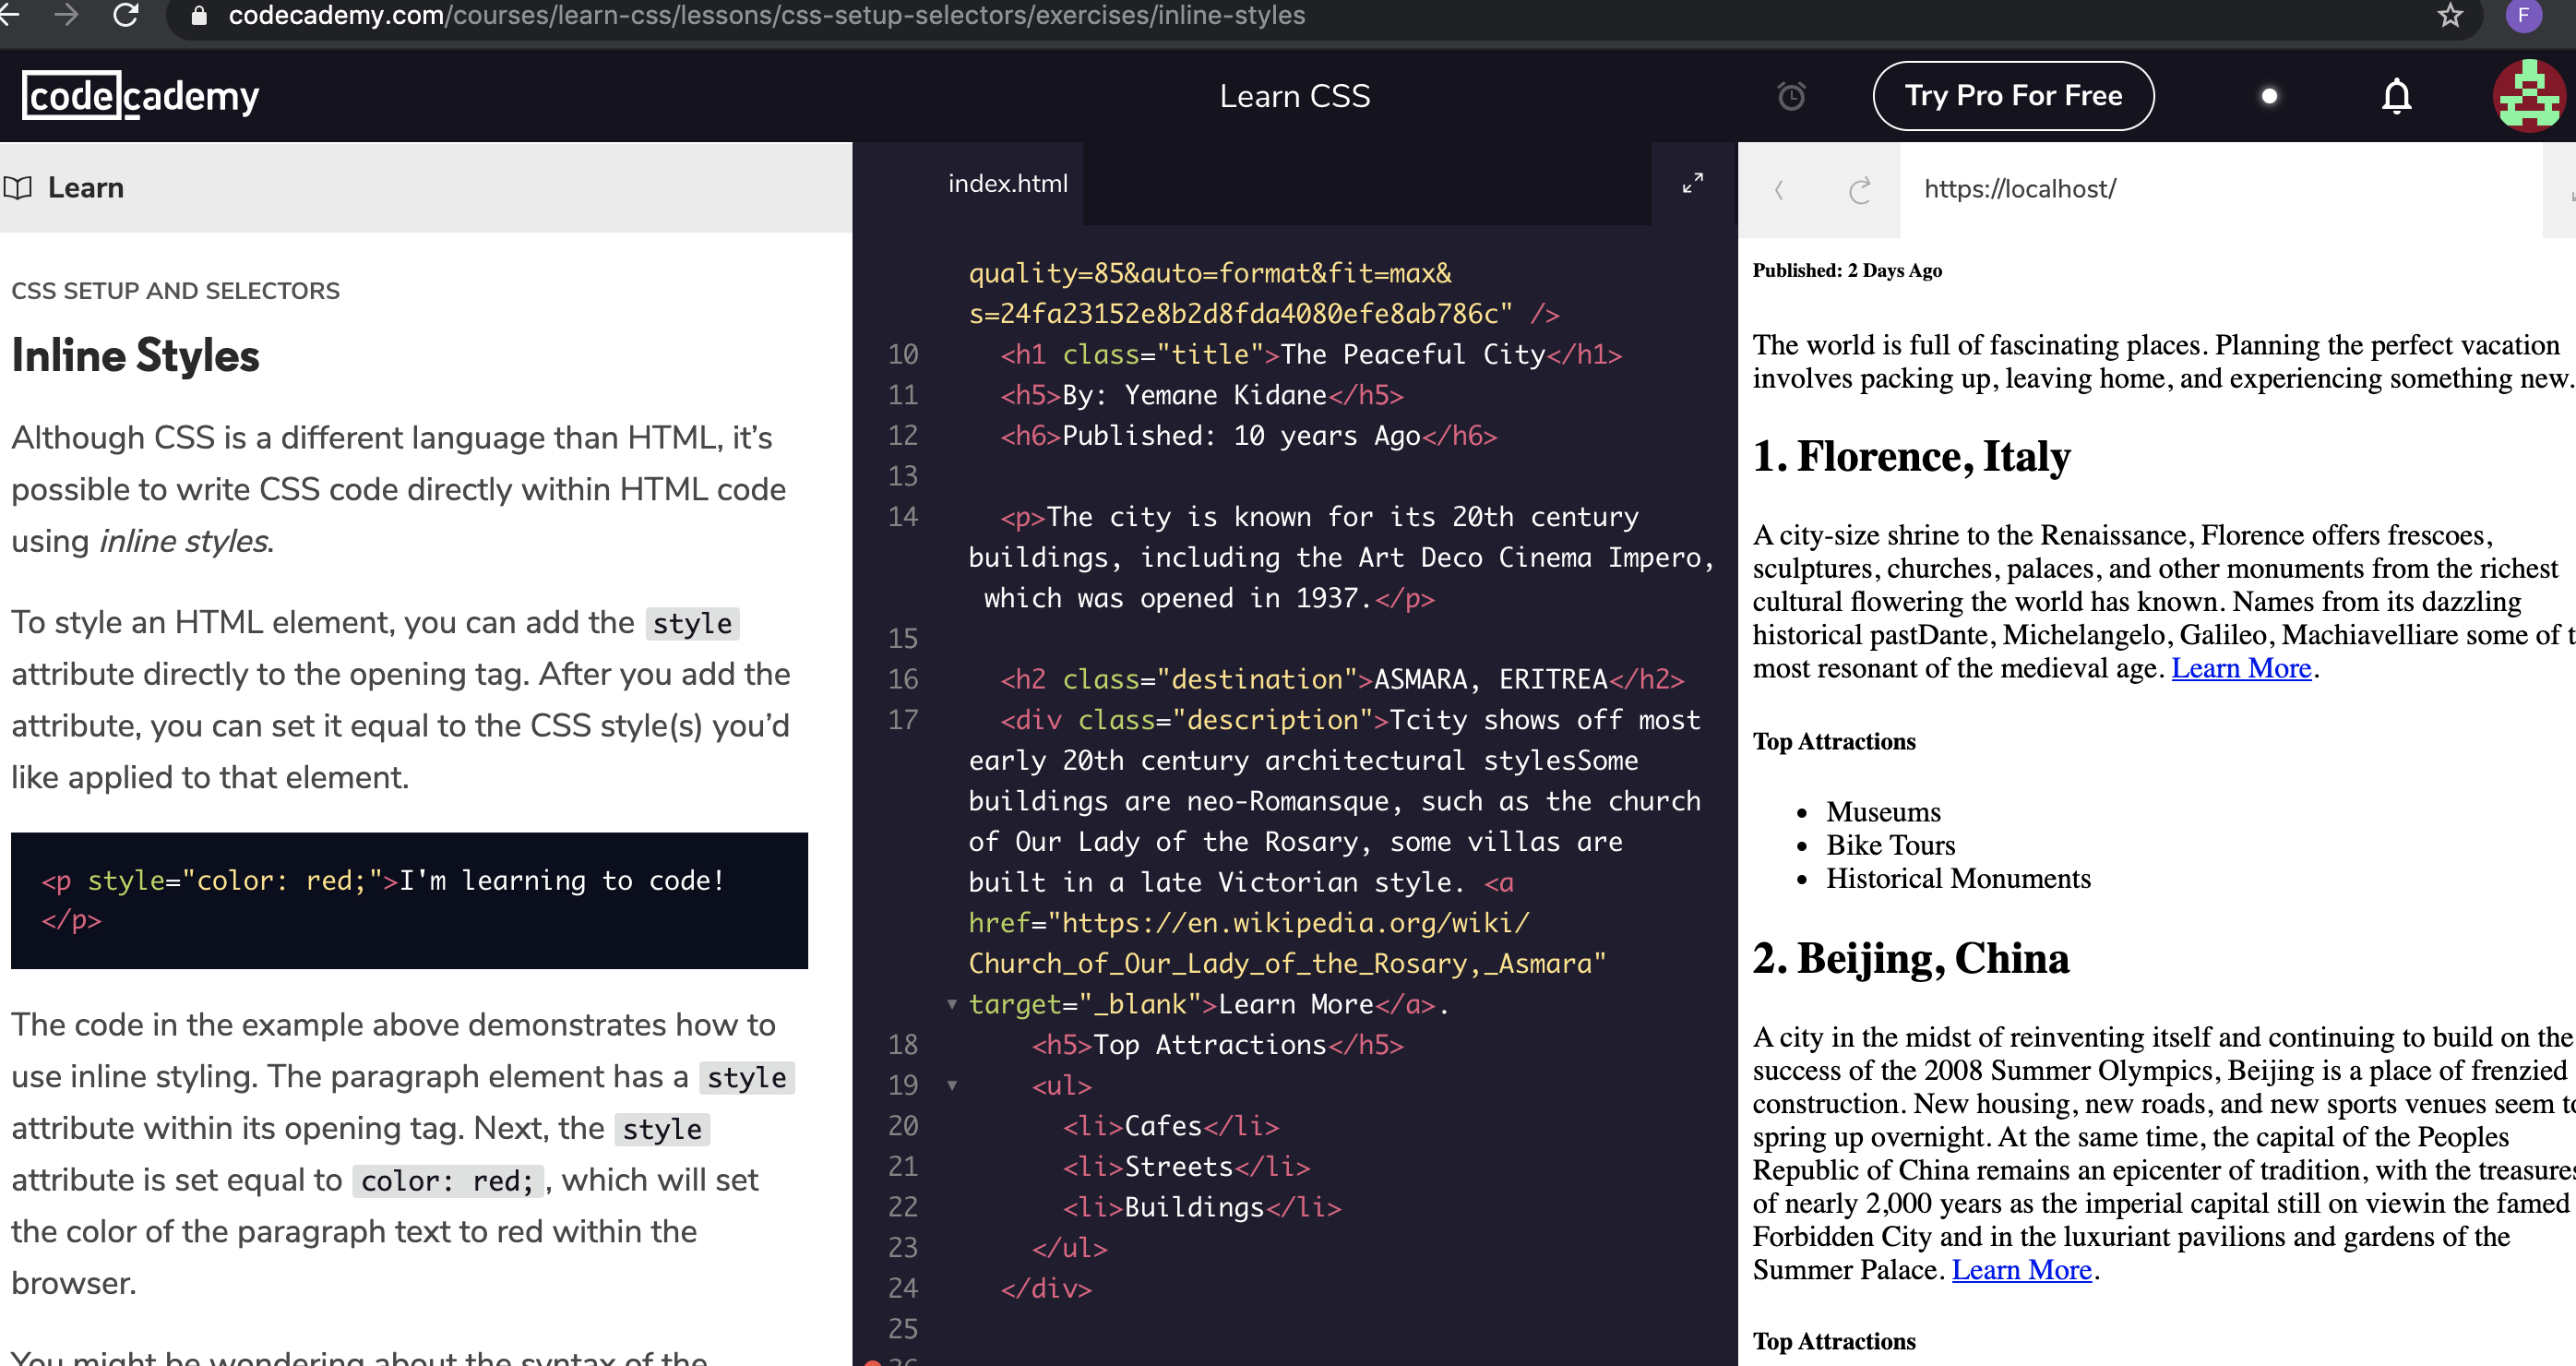 codecademy.com/courses/learn-css/lessons/css-setup-selectors/exercises/inline-styles
F
codecademy
Learn CSS
Try Pro For Free
Learn
index.html
https://localhost/
CSS SETUP AND SELECTORS
Inline Styles
Although CSS is a different language than HTML, it’s
possible to write CSS code directly within HTML code
using inline styles.
To style an HTML element, you can add the style
attribute directly to the opening tag. After you add the
attribute, you can set it equal to the CSS style(s) you’d
like applied to that element.
<p style="color: red;">I'm learning to code!
</p>
The code in the example above demonstrates how to
use inline styling. The paragraph element has a style
attribute within its opening tag. Next, the style
attribute is set equal to color: red;, which will set
the color of the paragraph text to red within the
browser.
You might be wondering about the syntax of the
quality=85&auto=format&fit=max&
s=24fa23152e8b2d8fda4080efe8ab786c" />
10 <h1 class="title">The Peaceful City</h1>
11 <h5>By: Yemane Kidane</h5>
12 <h6>Published: 10 years Ago</h6>
13
14 <p>The city is known for its 20th century
buildings, including the Art Deco Cinema Impero,
which was opened in 1937.</p>
15
16 <h2 class="destination">ASMARA, ERITREA</h2>
17 <div class="description">Tcity shows off most
early 20th century architectural stylesSome
buildings are neo-Romansque, such as the church
of Our Lady of the Rosary, some villas are
built in a late Victorian style. <a
href="https://en.wikipedia.org/wiki/
Church_of_Our_Lady_of_the_Rosary,_Asmara"
target="_blank">Learn More</a>.
18 <h5>Top Attractions</h5>
19 <ul>
20 <li>Cafes</li>
21 <li>Streets</li>
22 <li>Buildings</li>
23 </ul>
24 </div>
25
26
Published: 2 Days Ago
The world is full of fascinating places. Planning the perfect vacation
involves packing up, leaving home, and experiencing something new.
1. Florence, Italy
A city-size shrine to the Renaissance, Florence offers frescoes,
sculptures, churches, palaces, and other monuments from the richest
cultural flowering the world has known. Names from its dazzling
historical pastDante, Michelangelo, Galileo, Machiavelliare some of t
most resonant of the medieval age. Learn More.
Top Attractions
• Museums
• Bike Tours
• Historical Monuments
2. Beijing, China
A city in the midst of reinventing itself and continuing to build on the
success of the 2008 Summer Olympics, Beijing is a place of frenzied
construction. New housing, new roads, and new sports venues seem to
spring up overnight. At the same time, the capital of the Peoples
Republic of China remains an epicenter of tradition, with the treasures
of nearly 2,000 years as the imperial capital still on viewin the famed
Forbidden City and in the luxuriant pavilions and gardens of the
Summer Palace. Learn More.
Top Attractions